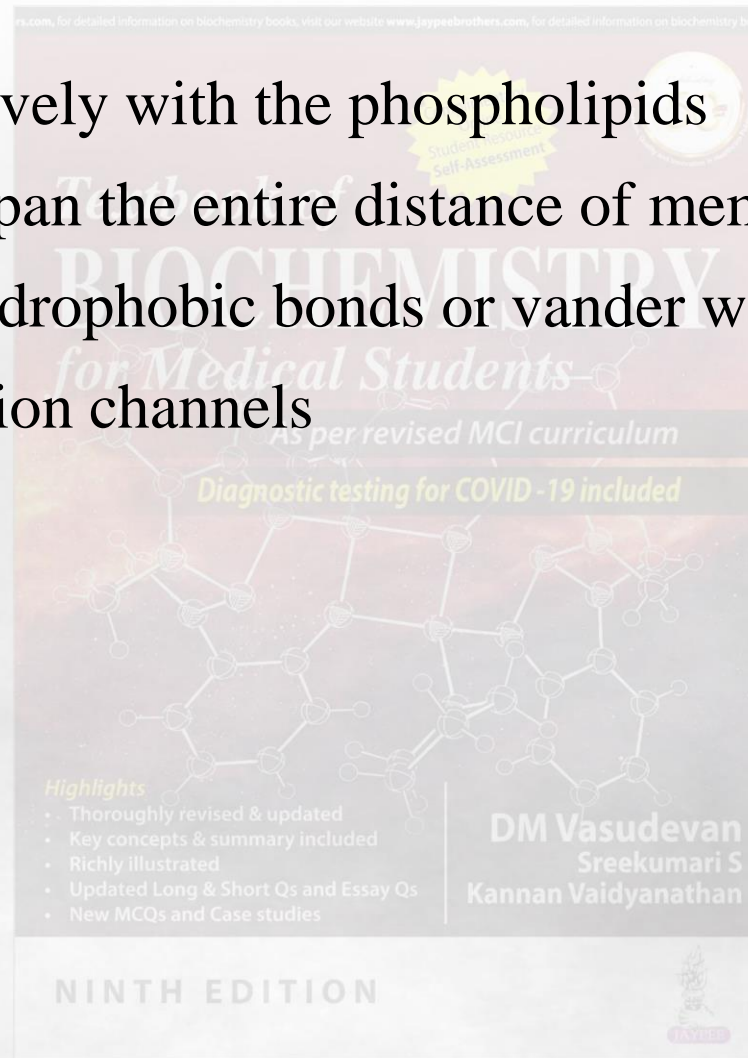 rs.com, for detailed information on biochemistry books, visit our website www.jaypeebrothers.com, for detailed information on biochemistry b
vely with the phospholipids
Student Resource
Self-Assessment
pan the entire distance of mem
Textbook of
BIOCHEMISTRY
drophobic bonds or vander w
for Medical Students
ion channels
As per revised MCI curriculum
Diagnostic testing for COVID -19 included
Highlights
• Thoroughly revised & updated
• Key concepts & summary included
• Richly illustrated
• Updated Long & Short Qs and Essay Qs
• New MCQs and Case studies
DM Vasudevan
Sreekumari S
Kannan Vaidyanathan
NINTH EDITION
JAYPEE